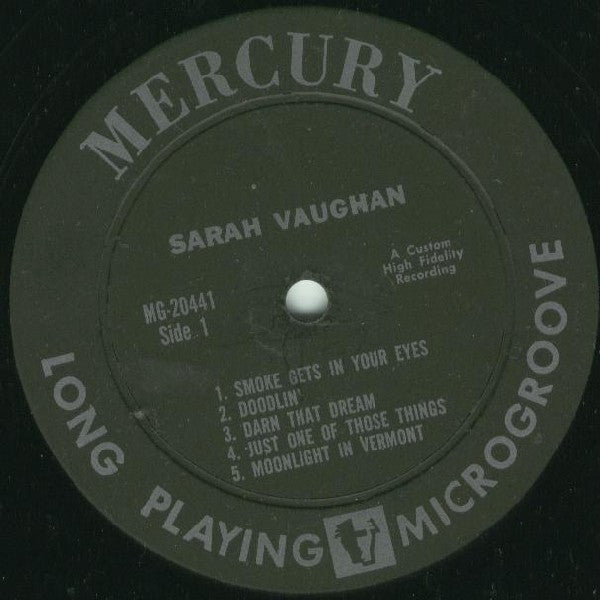 MERCURY
SARAH VAUGHAN
A Custom
High Fidelity
Recording
MG-20441
Side 1
1. SMOKE GETS IN YOUR EYES
2. DOODLIN'
3. DARN THAT DREAM
4. JUST ONE OF THOSE THINGS
5. MOONLIGHT IN VERMONT
LONG PLAYING MICROGROOVE